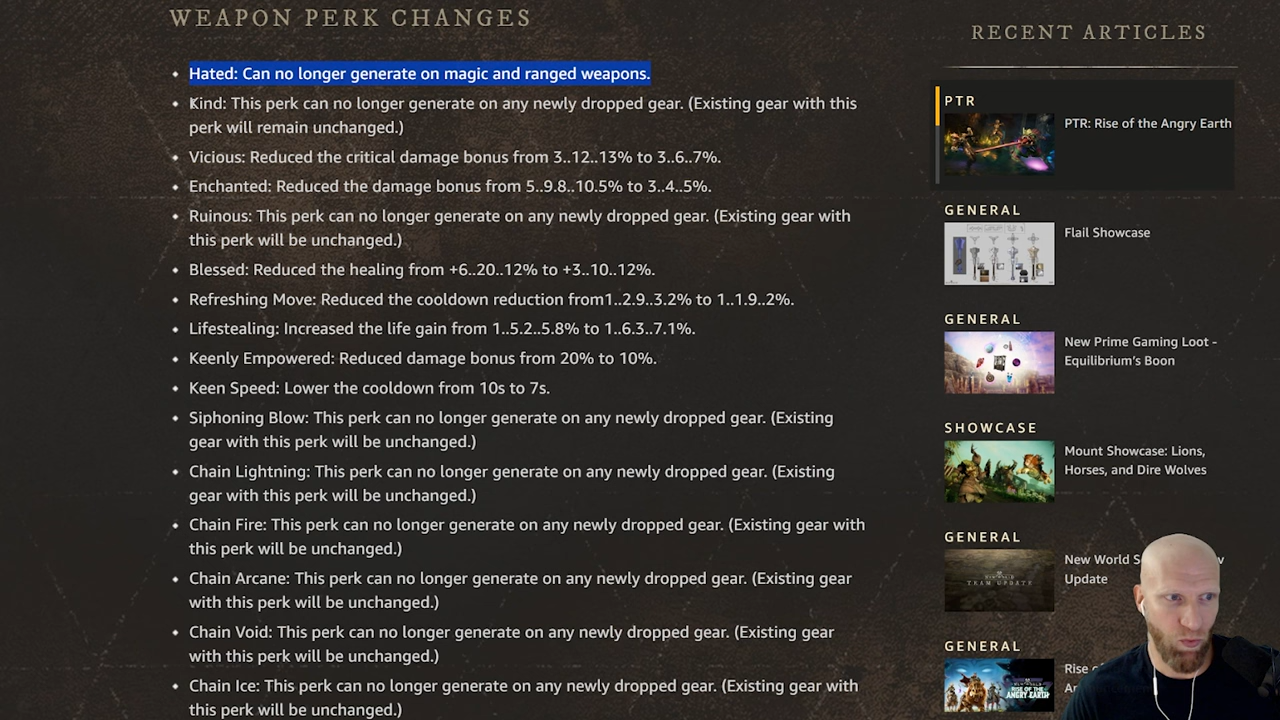 WEAPON PERK CHANGES
Hated: Can no longer generate on magic and ranged weapons.
Kind: This perk can no longer generate on any newly dropped gear. (Existing gear with this
perk will remain unchanged.)
Vicious: Reduced the critical damage bonus from 3..12..13% to 3..6..7%.
Enchanted: Reduced the damage bonus from 5..9.8..10.5% to 3..4..5%.
Ruinous: This perk can no longer generate on any newly dropped gear. (Existing gear with
this perk will be unchanged.)
Blessed: Reduced the healing from +6..20..12% to +3..10..12%.
Refreshing Move: Reduced the cooldown reduction from1..2.9..3.2% to 1..1.9..2%.
Lifestealing: Increased the life gain from 1..5.2..5.8% to 1..6.3..7.1%.
Keenly Empowered: Reduced damage bonus from 20% to 10%.
Keen Speed: Lower the cooldown from 10s to 7s.
Siphoning Blow: This perk can no longer generate on any newly dropped gear. (Existing
gear with this perk will be unchanged.)
Chain Lightning: This perk can no longer generate on any newly dropped gear. (Existing
gear with this perk will be unchanged.)
Chain Fire: This perk can no longer generate on any newly dropped gear. (Existing gear with
this perk will be unchanged.)
Chain Arcane: This perk can no longer generate on any newly dropped gear. (Existing gear
with this perk will be unchanged.)
Chain Void: This perk can no longer generate on any newly dropped gear. (Existing gear
with this perk will be unchanged.)
Chain Ice: This perk can no longer generate on any newly dropped gear. (Existing gear with
this perk will be unchanged.)
RECENT ARTICLES
PTR
PTR: Rise of the Angry Earth
GENERAL
Flail Showcase
GENERAL
New Prime Gaming Loot -
Equilibrium's Boon
SHOWCASE
Mount Showcase: Lions,
Horses, and Dire Wolves
GENERAL
TEAM UPDATE
New World
Update
GENERAL
RISE OF THE
ANGRY EARTH
Rise